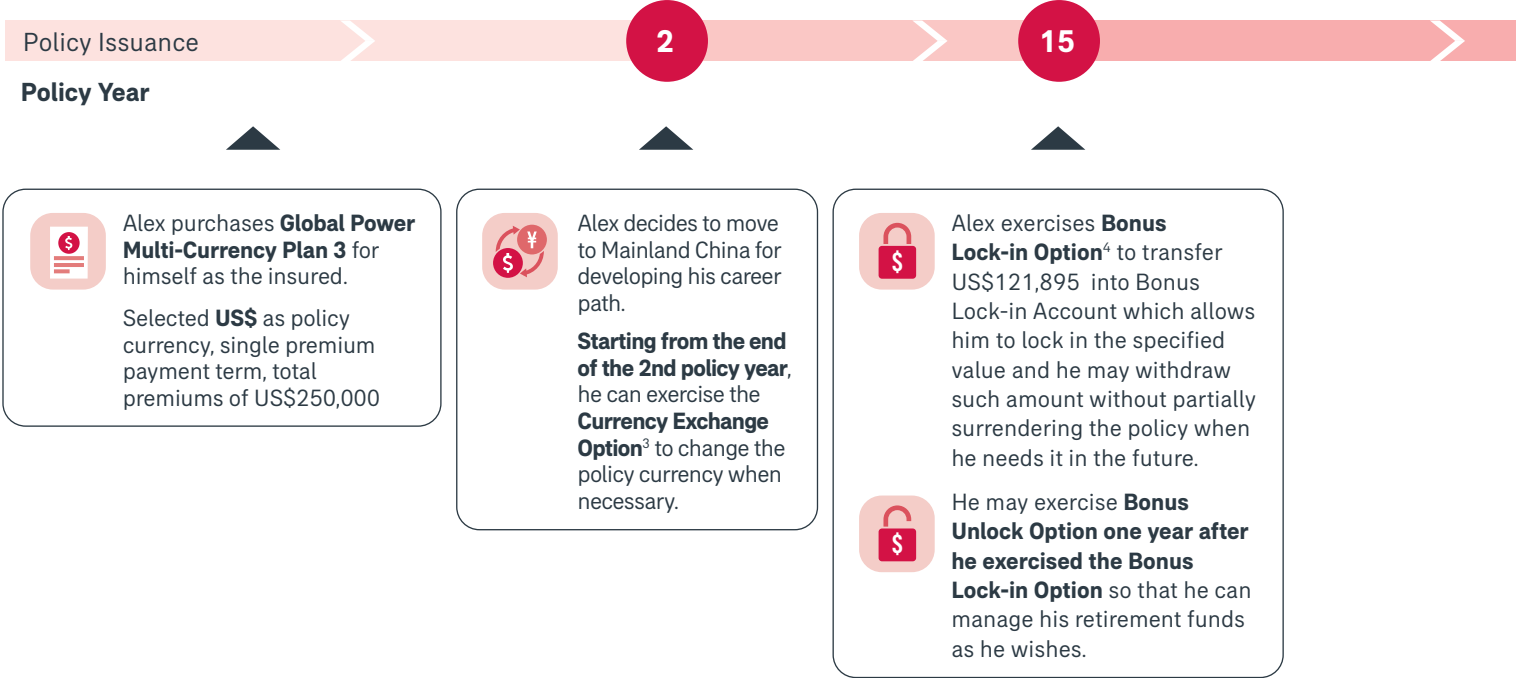 Policy Issuance
2
15
Policy Year
$
Alex purchases Global Power
Multi-Currency Plan 3 for
himself as the insured.
Selected US$ as policy
currency, single premium
payment term, total
premiums of US$250,000
¥
$
Alex decides to move
to Mainland China for
developing his career
path.
Starting from the end
of the 2nd policy year,
he can exercise the
Currency Exchange
Option³ to change the
policy currency when
necessary.
$
Alex exercises Bonus
Lock-in Option⁴ to transfer
US$121,895 into Bonus
Lock-in Account which allows
him to lock in the specified
value and he may withdraw
such amount without partially
surrendering the policy when
he needs it in the future.
$
He may exercise Bonus
Unlock Option one year after
he exercised the Bonus
Lock-in Option so that he can
manage his retirement funds
as he wishes.